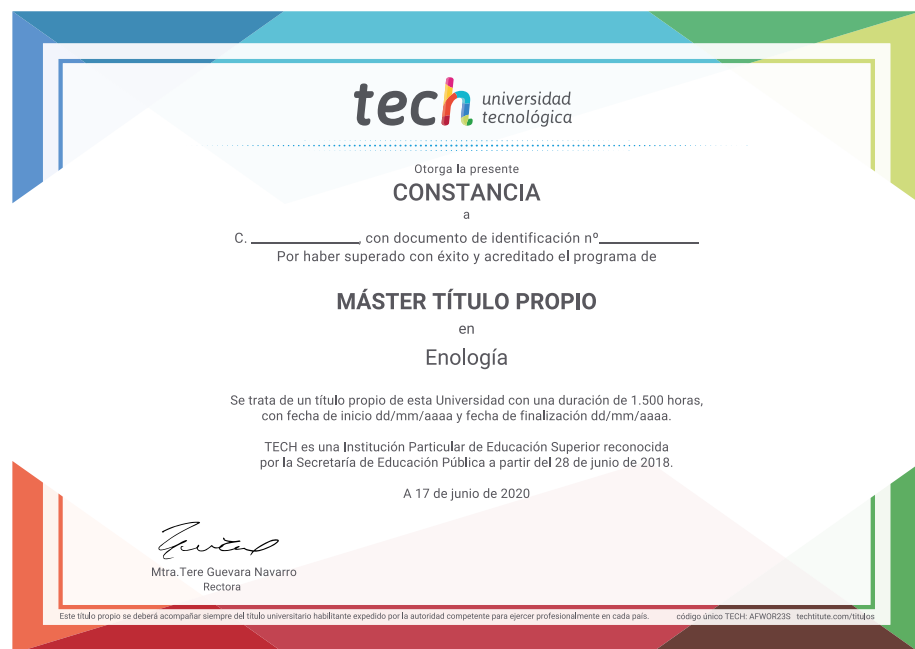 tech universidad
tecnológica
Otorga la presente
CONSTANCIA
a
C. ____________, con documento de identificación nº____________
Por haber superado con éxito y acreditado el programa de
MÁSTER TÍTULO PROPIO
en
Enología
Se trata de un título propio de esta Universidad con una duración de 1.500 horas,
con fecha de inicio dd/mm/aaaa y fecha de finalización dd/mm/aaaa.
TECH es una Institución Particular de Educación Superior reconocida
por la Secretaría de Educación Pública a partir del 28 de junio de 2018.
A 17 de junio de 2020
Mtra.Tere Guevara Navarro
Rectora
Este título propio se deberá acompañar siempre del título universitario habilitante expedido por la autoridad competente para ejercer profesionalmente en cada país. código único TECH: AFWOR23S techtitute.com/titulos